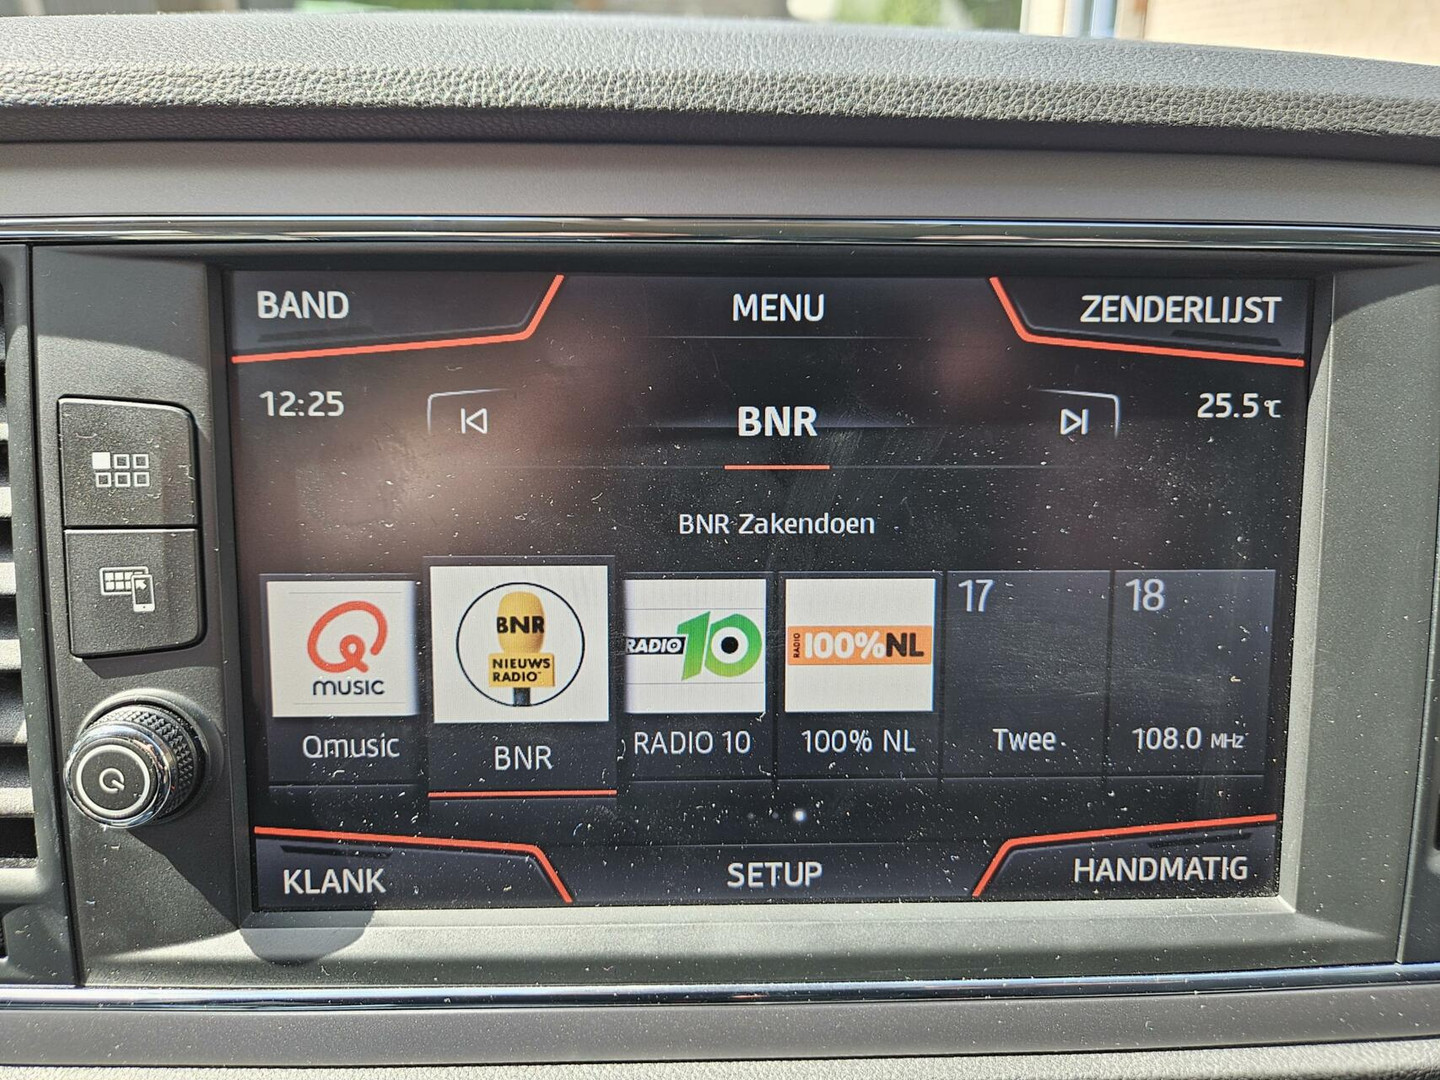 BAND
MENU
ZENDERLIJST
12:25
BNR
25.5°C
BNR Zakendoen
Q
MUSIC
BNR
NIEUWS
RADIO
RADIO 10
RADIO 100%NL
17
18
Qmusic
BNR
RADIO 10
100% NL
Twee
108.0 MHz
KLANK
SETUP
HANDMATIG